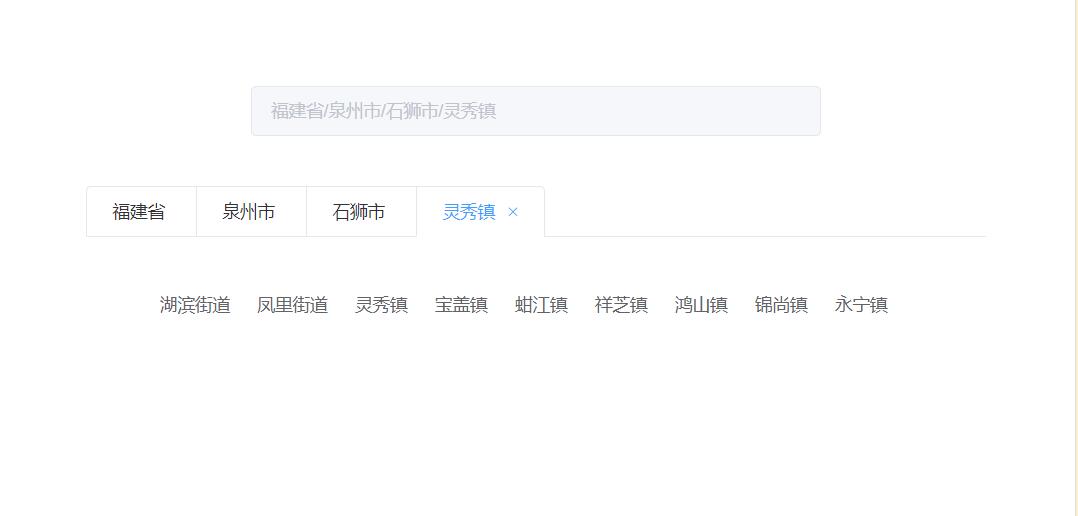 福建省/泉州市/石狮市/灵秀镇
福建省 泉州市 石狮市 灵秀镇 ×
湖滨街道 凤里街道 灵秀镇 宝盖镇 蚶江镇 祥芝镇 鸿山镇 锦尚镇 永宁镇